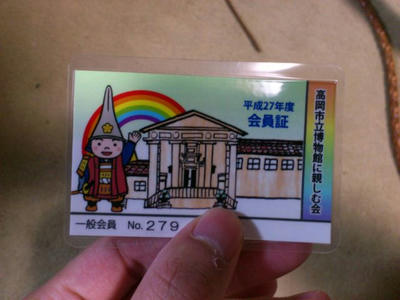 平成27年度
会員証
高岡市立博物館に親しむ会
一般会員 No.279